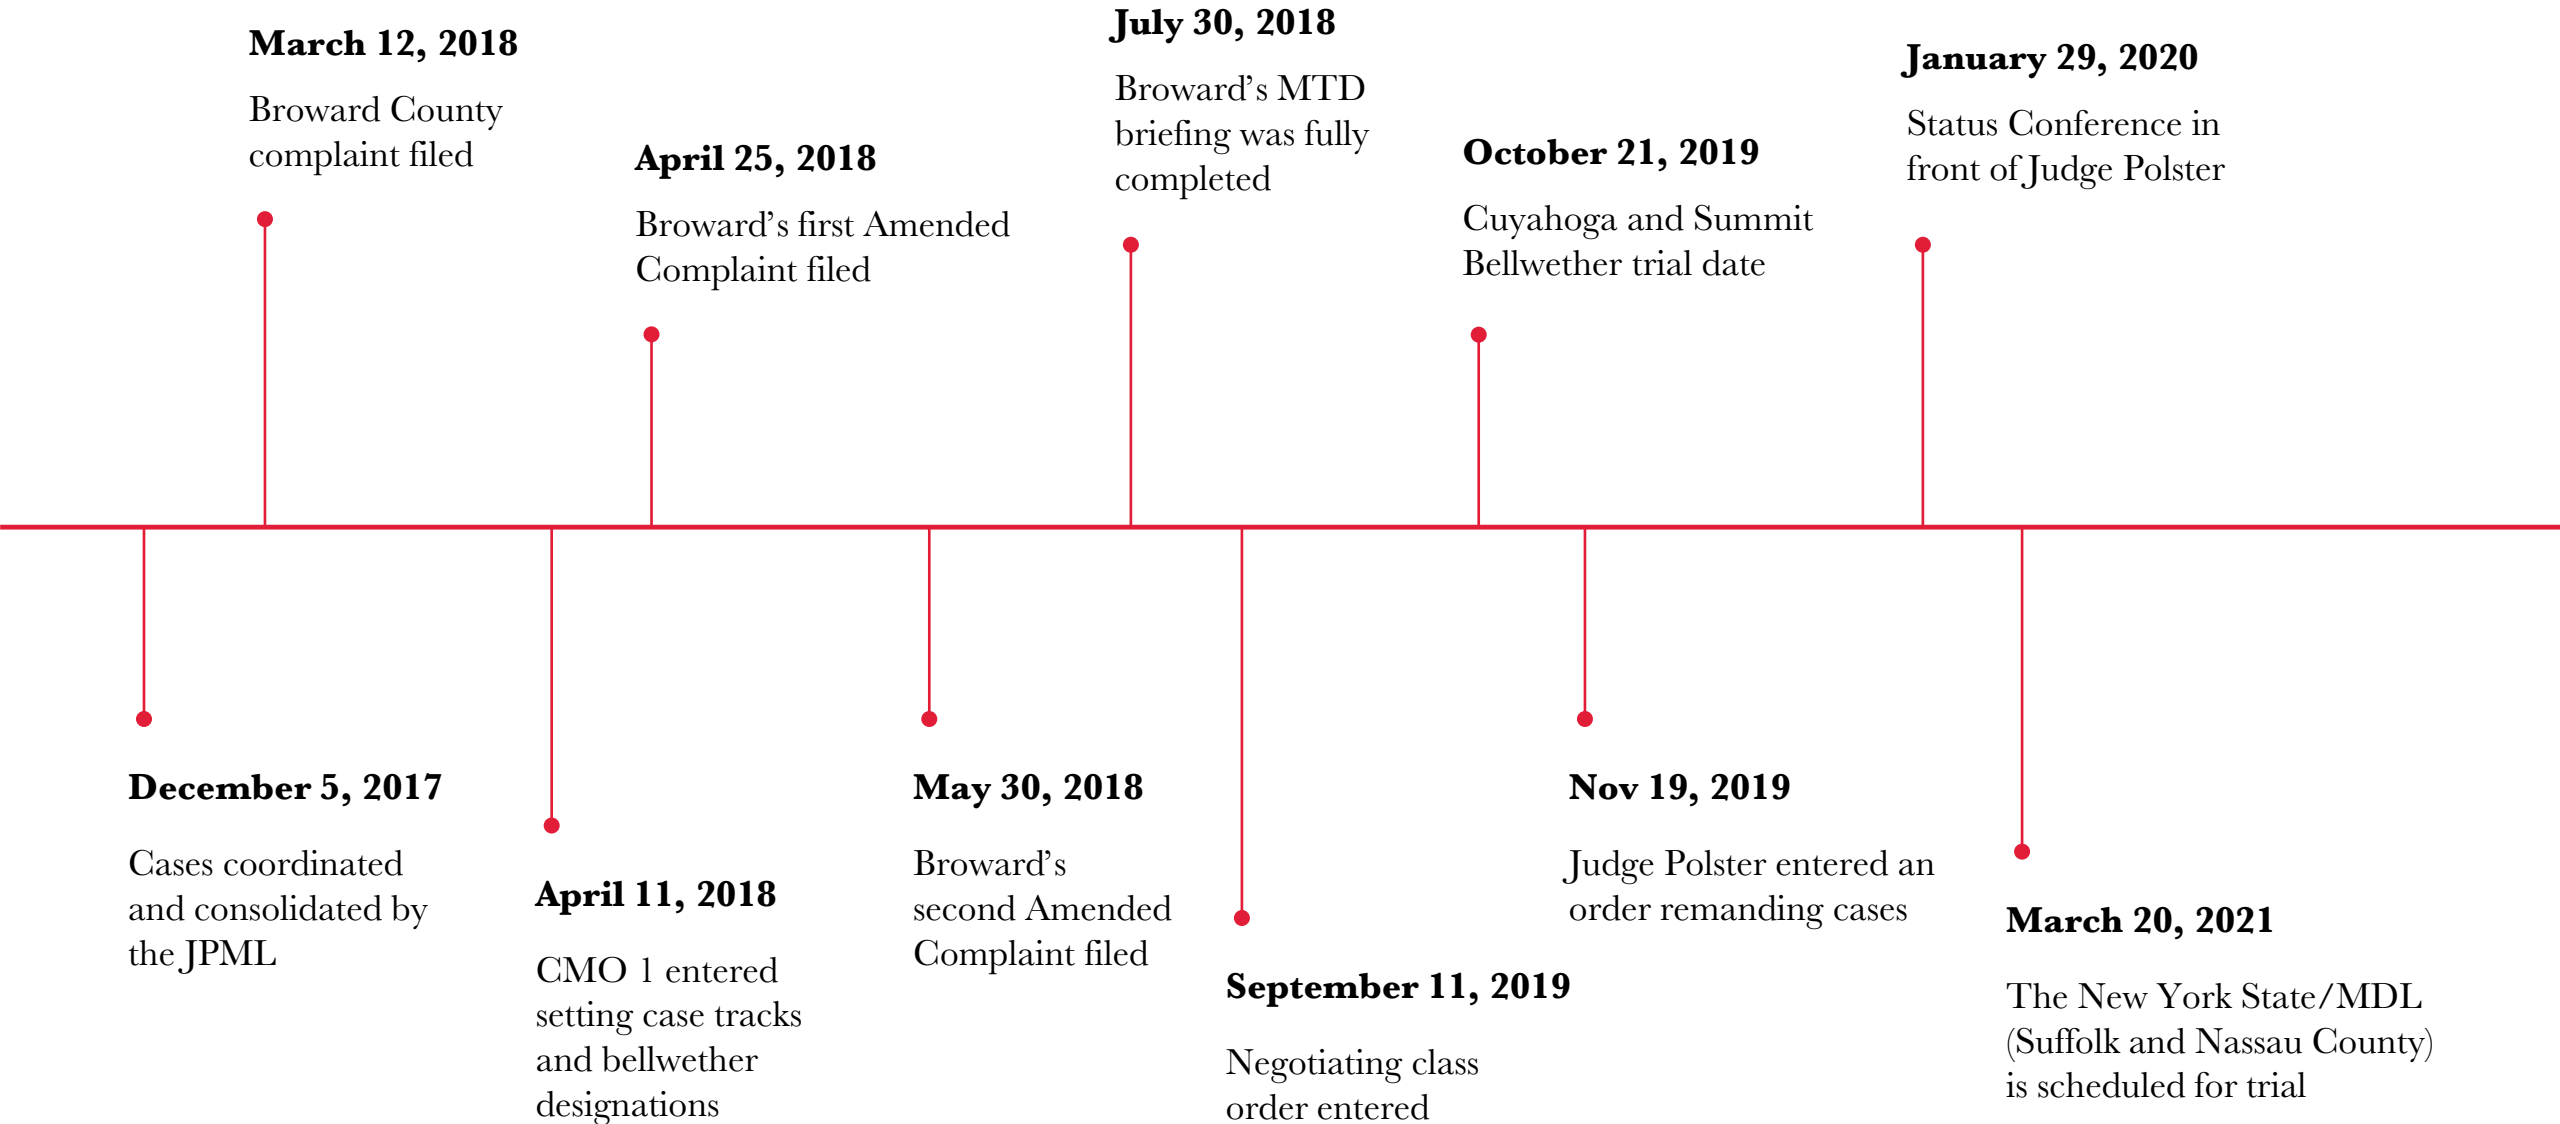 March 12, 2018
Broward County
complaint filed
April 25, 2018
Broward’s first Amended
Complaint filed
July 30, 2018
Broward’s MTD
briefing was fully
completed
October 21, 2019
Cuyahoga and Summit
Bellwether trial date
January 29, 2020
Status Conference in
front of Judge Polster
December 5, 2017
Cases coordinated
and consolidated by
the JPML
April 11, 2018
CMO 1 entered
setting case tracks
and bellwether
designations
May 30, 2018
Broward’s
second Amended
Complaint filed
September 11, 2019
Negotiating class
order entered
Nov 19, 2019
Judge Polster entered an
order remanding cases
March 20, 2021
The New York State/MDL
(Suffolk and Nassau County)
is scheduled for trial